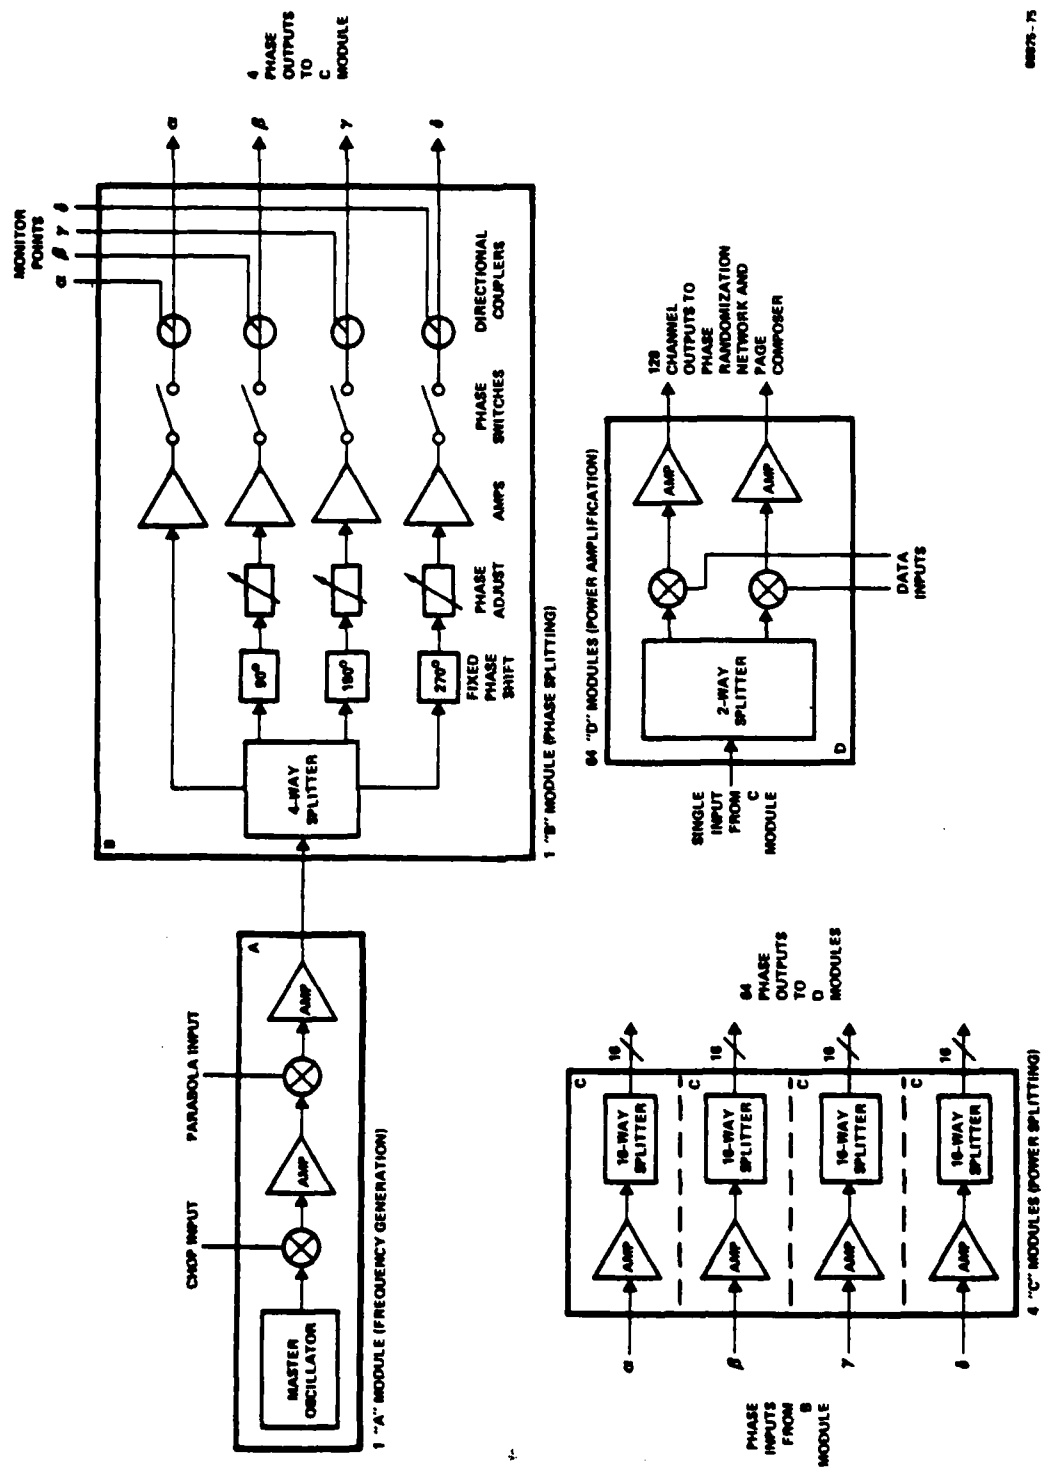 MASTER
OSCILLATOR
CHOP INPUT
AMP
PARABOLA INPUT
AMP
A
1 "A" MODULE (FREQUENCY GENERATION)
B
4-WAY
SPLITTER
90°
180°
270°
FIXED
PHASE
SHIFT
PHASE
ADJUST
AMPS
PHASE
SWITCHES
DIRECTIONAL
COUPLERS
MONITOR
POINTS
α
β
γ
δ
α
β
γ
δ
4
PHASE
OUTPUTS
TO
C
MODULE
1 "B" MODULE (PHASE SPLITTING)
PHASE
INPUTS
FROM
B
MODULE
α
AMP
16-WAY
SPLITTER
C
16
β
AMP
16-WAY
SPLITTER
C
16
γ
AMP
16-WAY
SPLITTER
C
16
δ
AMP
16-WAY
SPLITTER
C
16
64
PHASE
OUTPUTS
TO
D
MODULES
4 "C" MODULES (POWER SPLITTING)
64 "D" MODULES (POWER AMPLIFICATION)
SINGLE
INPUT
FROM
C
MODULE
2-WAY
SPLITTER
D
AMP
AMP
DATA
INPUTS
128
CHANNEL
OUTPUTS TO
PHASE
RANDOMIZATION
NETWORK AND
PAGE
COMPOSER